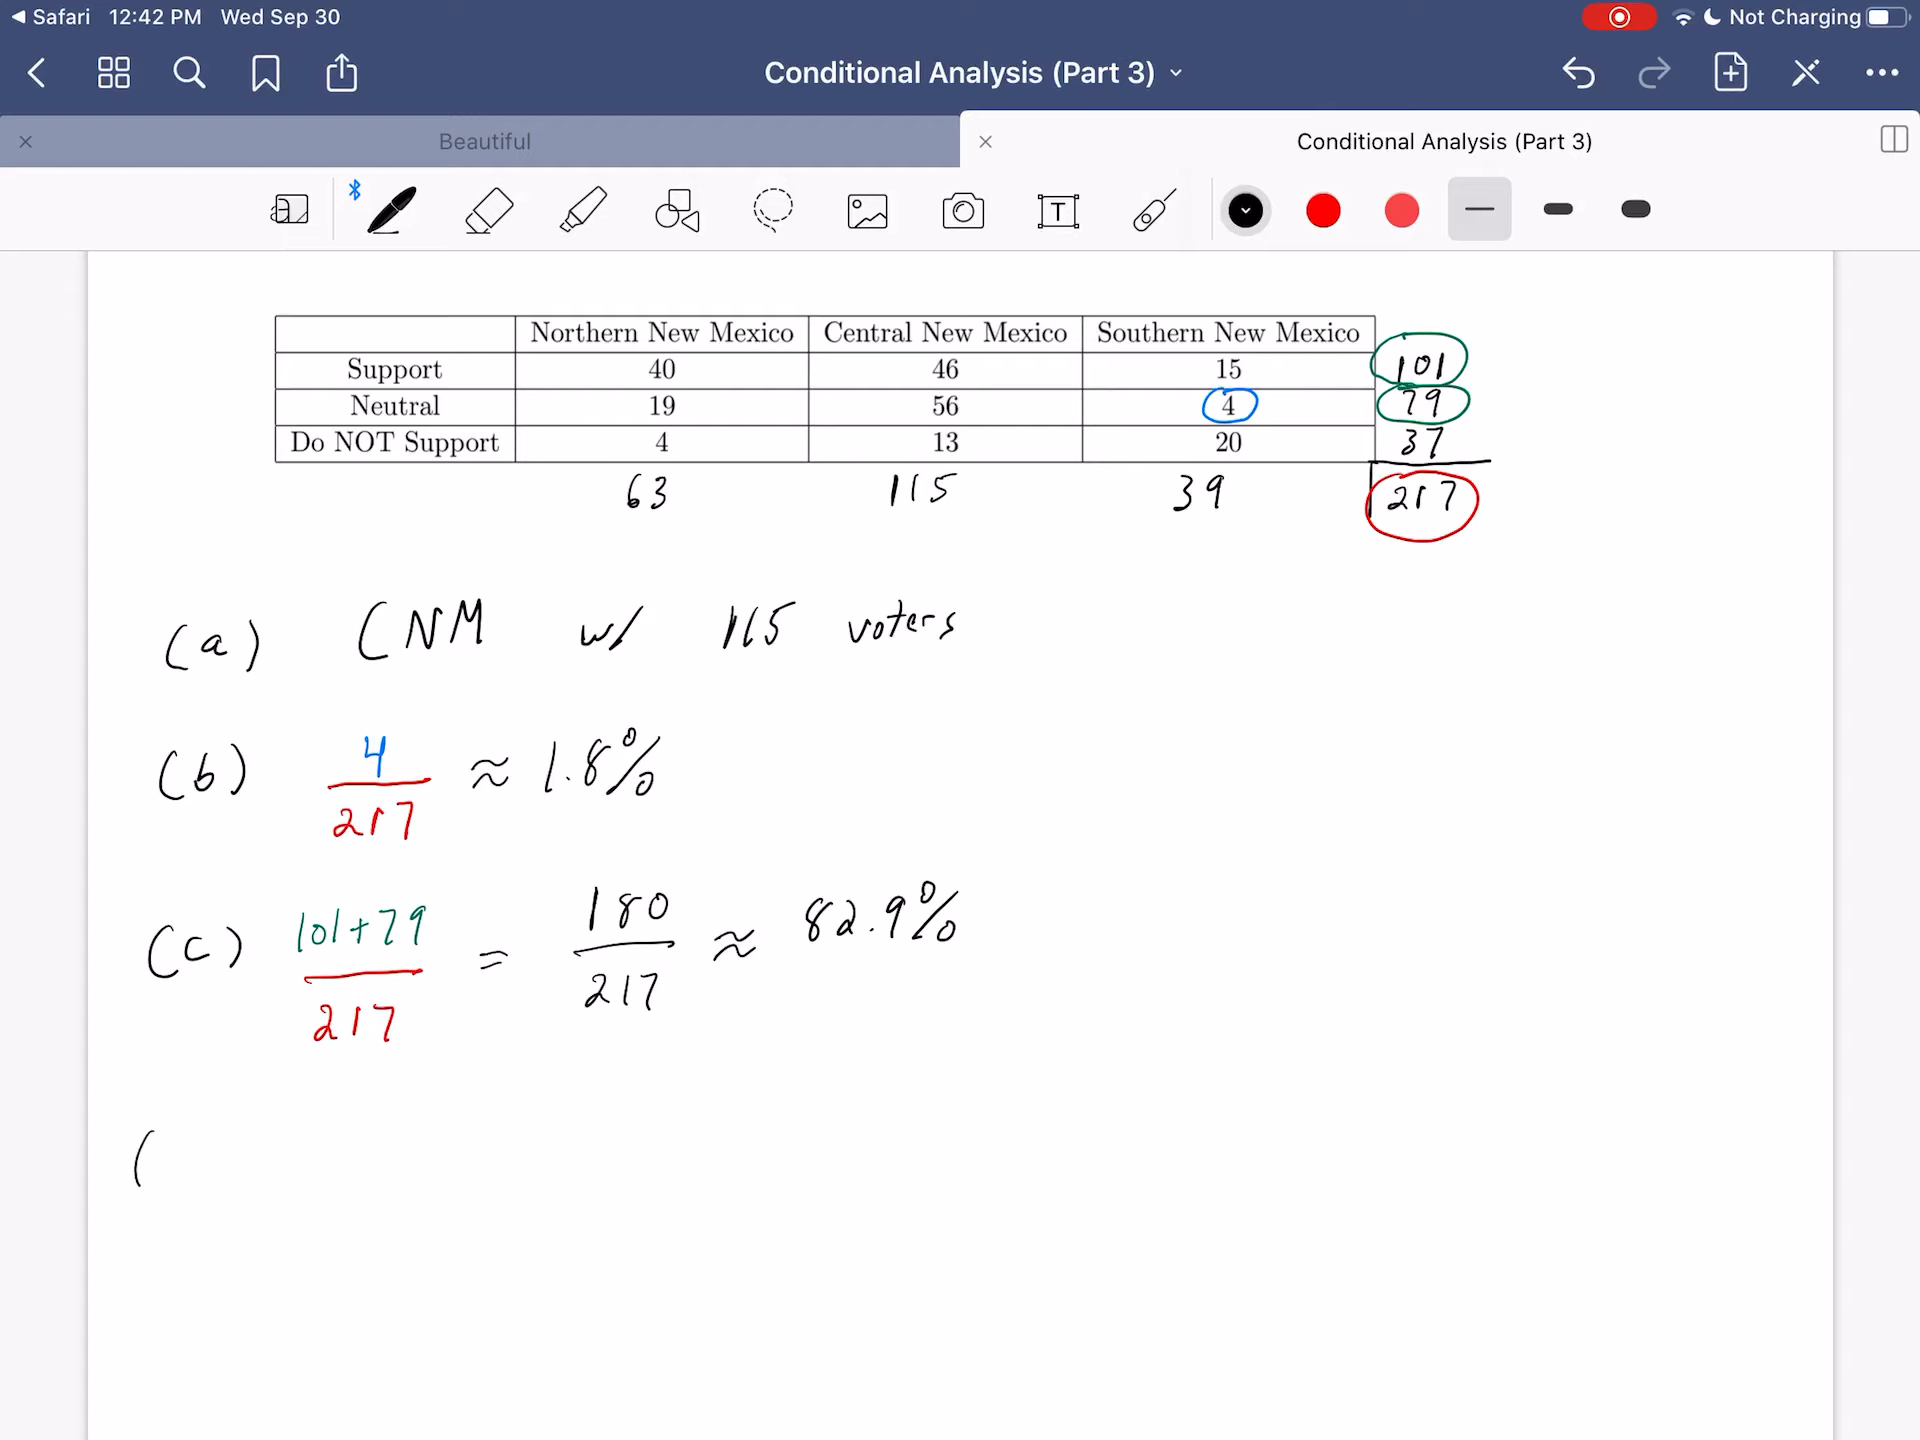 Safari 12:42 PM Wed Sep 30 Not Charging
Conditional Analysis (Part 3)
Beautiful Conditional Analysis (Part 3)
a T
Northern New Mexico Central New Mexico Southern New Mexico
Support 40 46 15 101
Neutral 19 56 4 79
Do NOT Support 4 13 20 37
63 115 39 217
(a) CNM w/ 115 voters
(b) 4/217 ≈ 1.8%
(c) 101+79/217 = 180/217 ≈ 82.9%
(